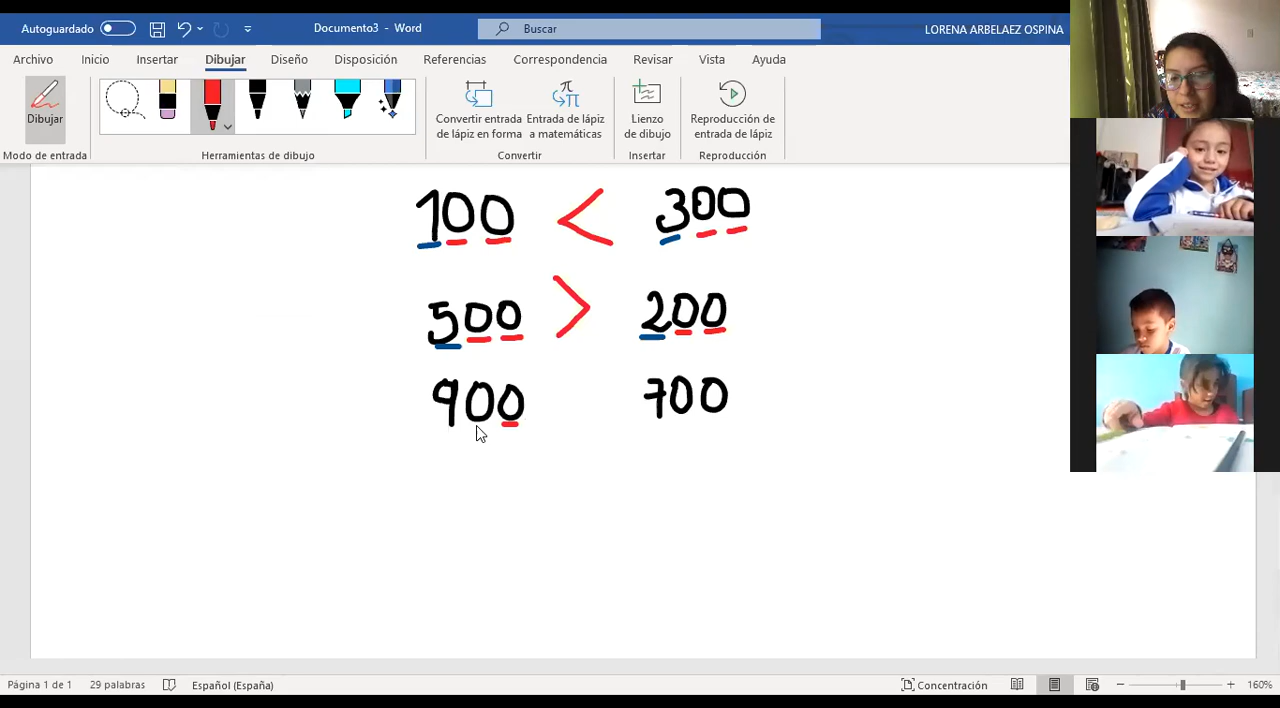 Autoguardado
Documento3 - Word
Buscar
LORENA ARBELAEZ OSPINA
Archivo Inicio Insertar Dibujar Diseño Disposición Referencias Correspondencia Revisar Vista Ayuda
Dibujar
Convertir entrada de lápiz en forma
Entrada de lápiz a matemáticas
Lienzo de dibujo
Reproducción de entrada de lápiz
Modo de entrada
Herramientas de dibujo
Convertir
Insertar
Reproducción
100 < 300
500 > 200
900 700
Página 1 de 1 29 palabras Español (España) Concentración 160%